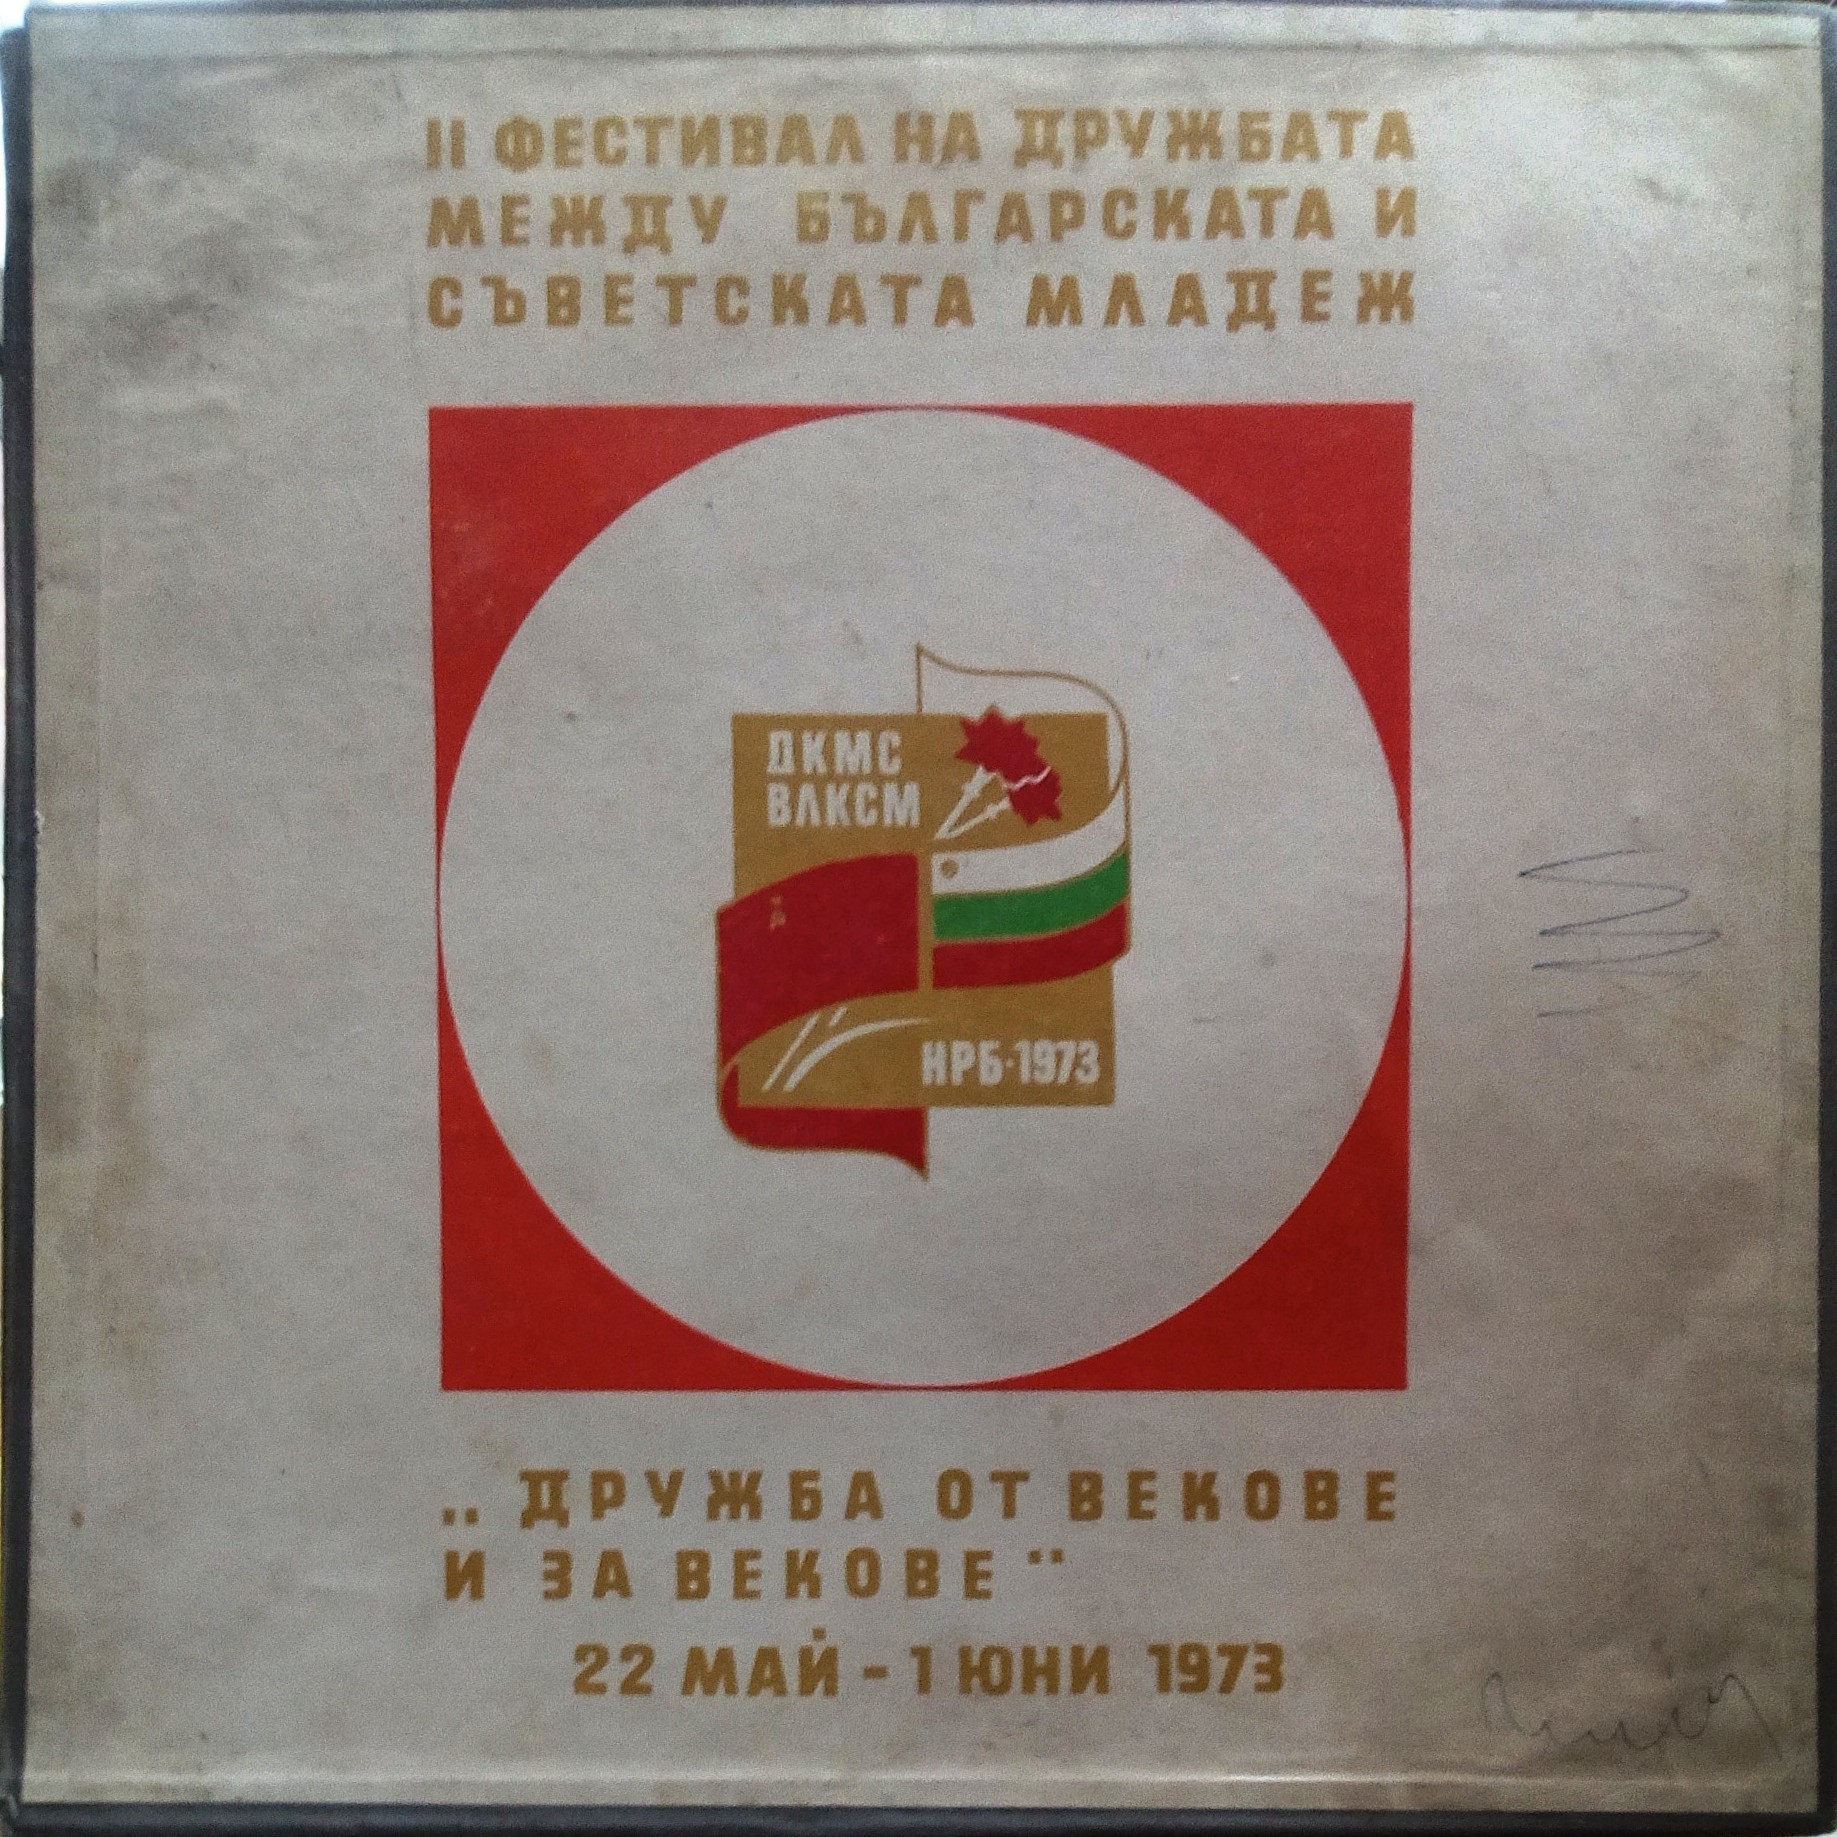 II ФЕСТИВАЛ НА ДРУЖБАТА
МЕЖДУ БЪЛГАРСКАТА И
СЪВЕТСКАТА МЛАДЕЖ
ДКМС
ВЛКСМ
НРБ·1973
„ДРУЖБА ОТ ВЕКОВЕ
И ЗА ВЕКОВЕ“
22 МАЙ - 1 ЮНИ 1973